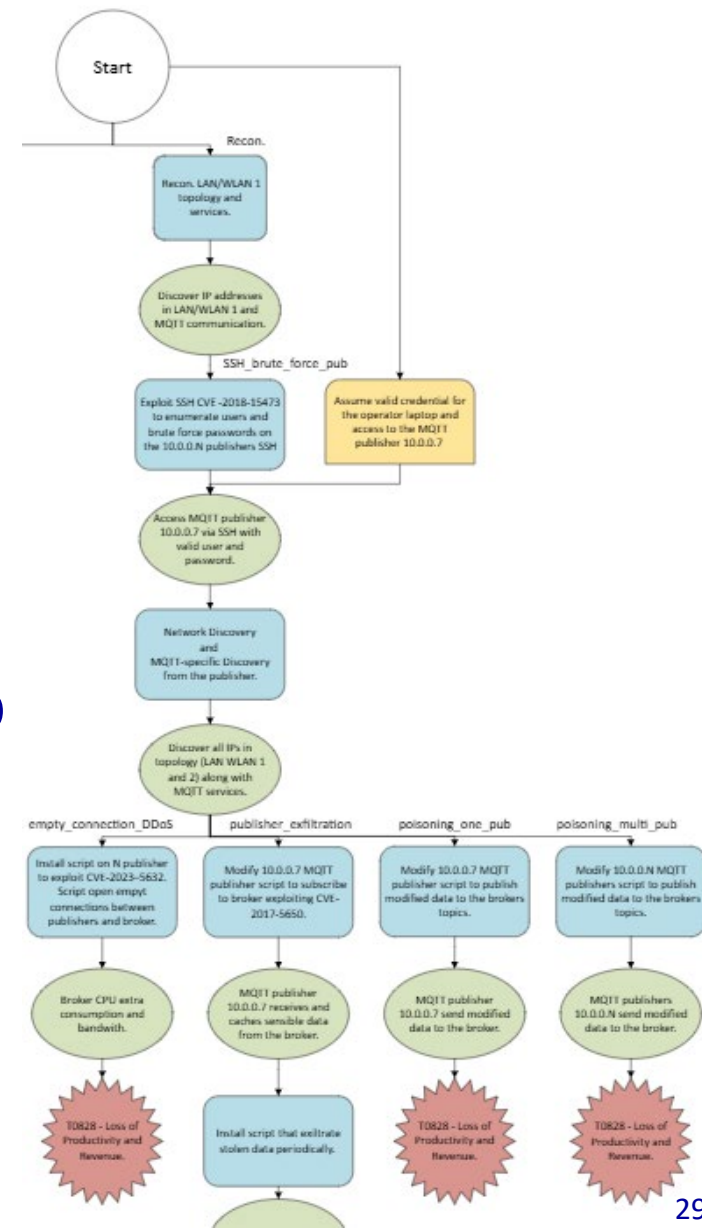 Start
Recon.
Recon. LAN/WLAN 1
topology and
services.
Discover IP addresses
in LAN/WLAN 1 and
MQTT communication.
SSH_brute_force_pub
Exploit SSH CVE -2018-15473
to enumerate users and
brute force passwords on
the 10.0.0.N publishers SSH
Assume valid credential for
the operator laptop and
access to the MQTT
publisher 10.0.0.7
Access MQTT publisher
10.0.0.7 via SSH with
valid user and
password.
Network Discovery
and
MQTT-specific Discovery
from the publisher.
)
Discover all IPs in
topology (LAN WLAN 1
and 2) along with
MQTT services.
empty_connection_DDoS
publisher_exfiltration
poisoning_one_pub
poisoning_multi_pub
Install script on N publisher
to exploit CVE-2023-5632.
Script open empyt
connections between
publishers and broker.
Modify 10.0.0.7 MQTT
publisher script to subscribe
to broker exploiting CVE-
2017-5650.
Modify 10.0.0.7 MQTT
publisher script to publish
modified data to the brokers
topics.
Modify 10.0.0.N MQTT
publishers script to publish
modified data to the brokers
topics.
Broker CPU extra
consumption and
bandwith.
MQTT publisher
10.0.0.7 receives and
caches sensible data
from the broker.
MQTT publisher
10.0.0.7 send modified
data to the broker.
MQTT publishers
10.0.0.N send modified
data to the broker.
T0828 - Loss of
Productivity and
Revenue.
Install script that exiltrate
stolen data periodically.
T0828 - Loss of
Productivity and
Revenue.
T0828 - Loss of
Productivity and
Revenue.
29